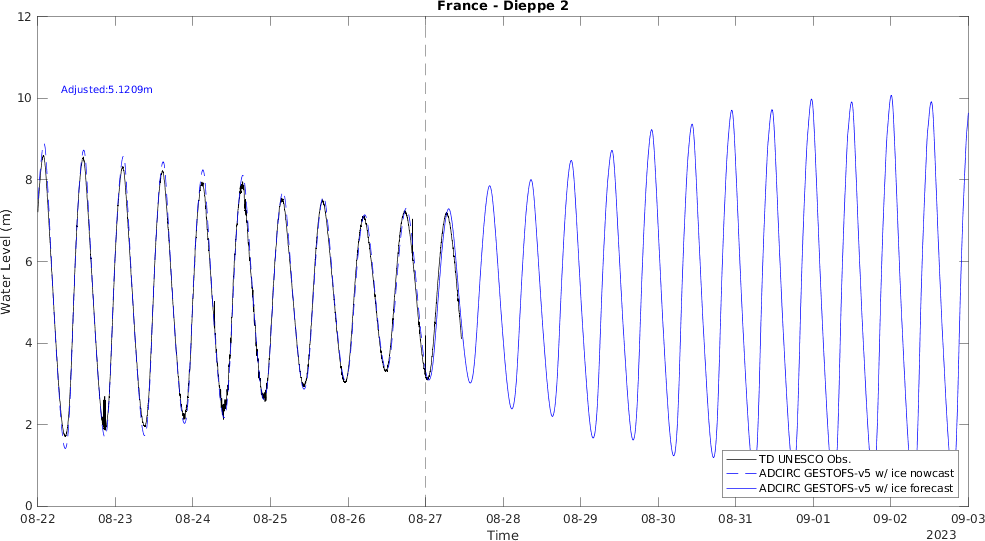 France - Dieppe 2
12
10
8
6
4
2
0
Water Level (m)
Adjusted:5.1209m
TD UNESCO Obs.
ADCIRC GESTOFS-v5 w/ ice nowcast
ADCIRC GESTOFS-v5 w/ ice forecast
08-22 08-23 08-24 08-25 08-26 08-27 08-28 08-29 08-30 08-31 09-01 09-02 09-03
Time
2023